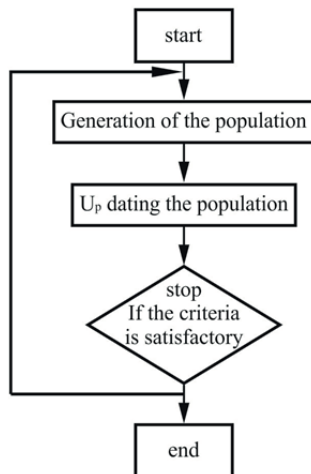 start
Generation of the population
Uₚ dating the population
stop
If the criteria
is satisfactory
end